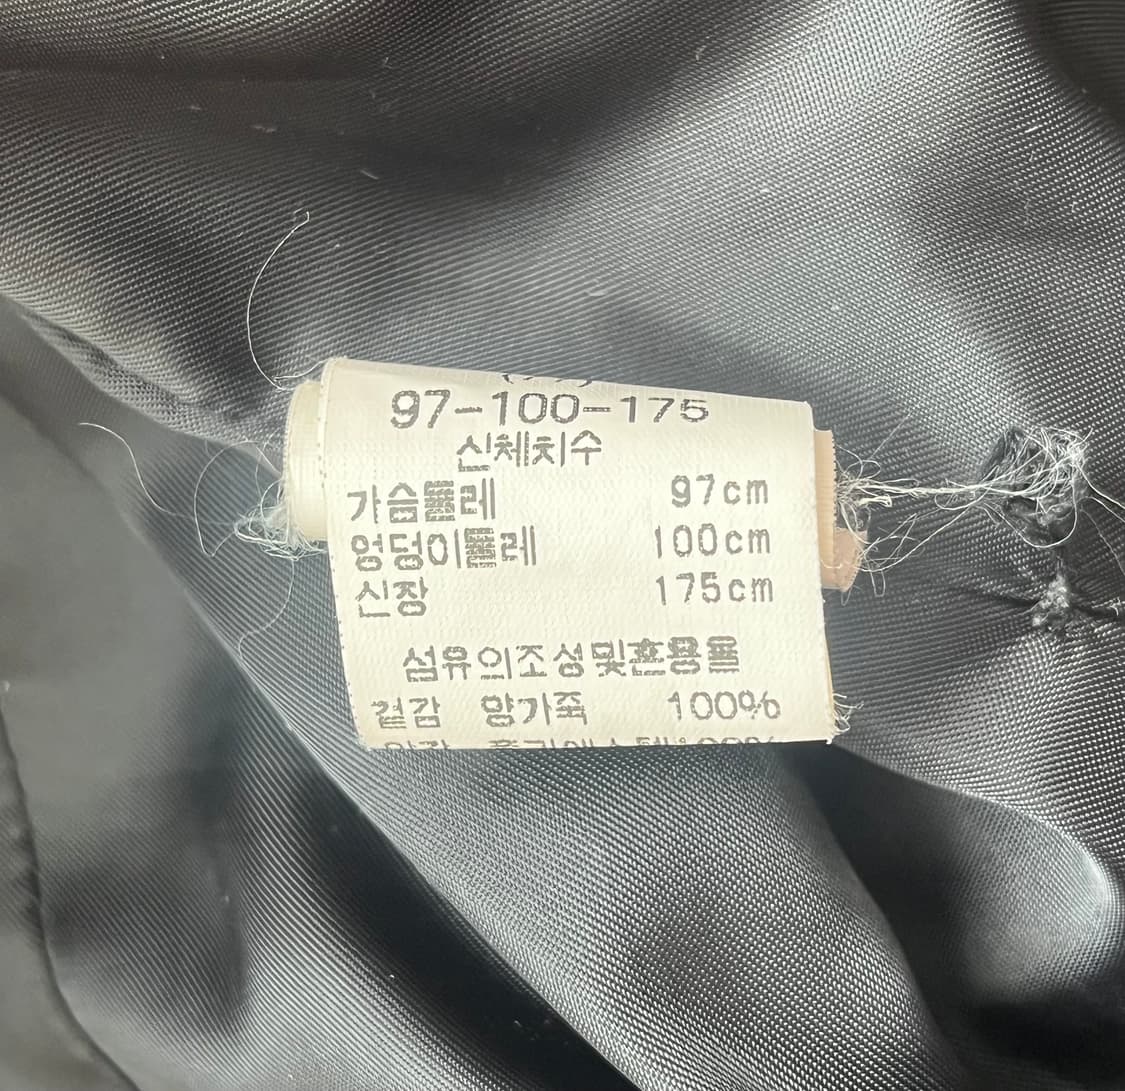 97-100-175
신체치수
가슴둘레 97cm
엉덩이둘레 100cm
신장 175cm
섬유의조성및혼용률
겉감 양가죽 100%